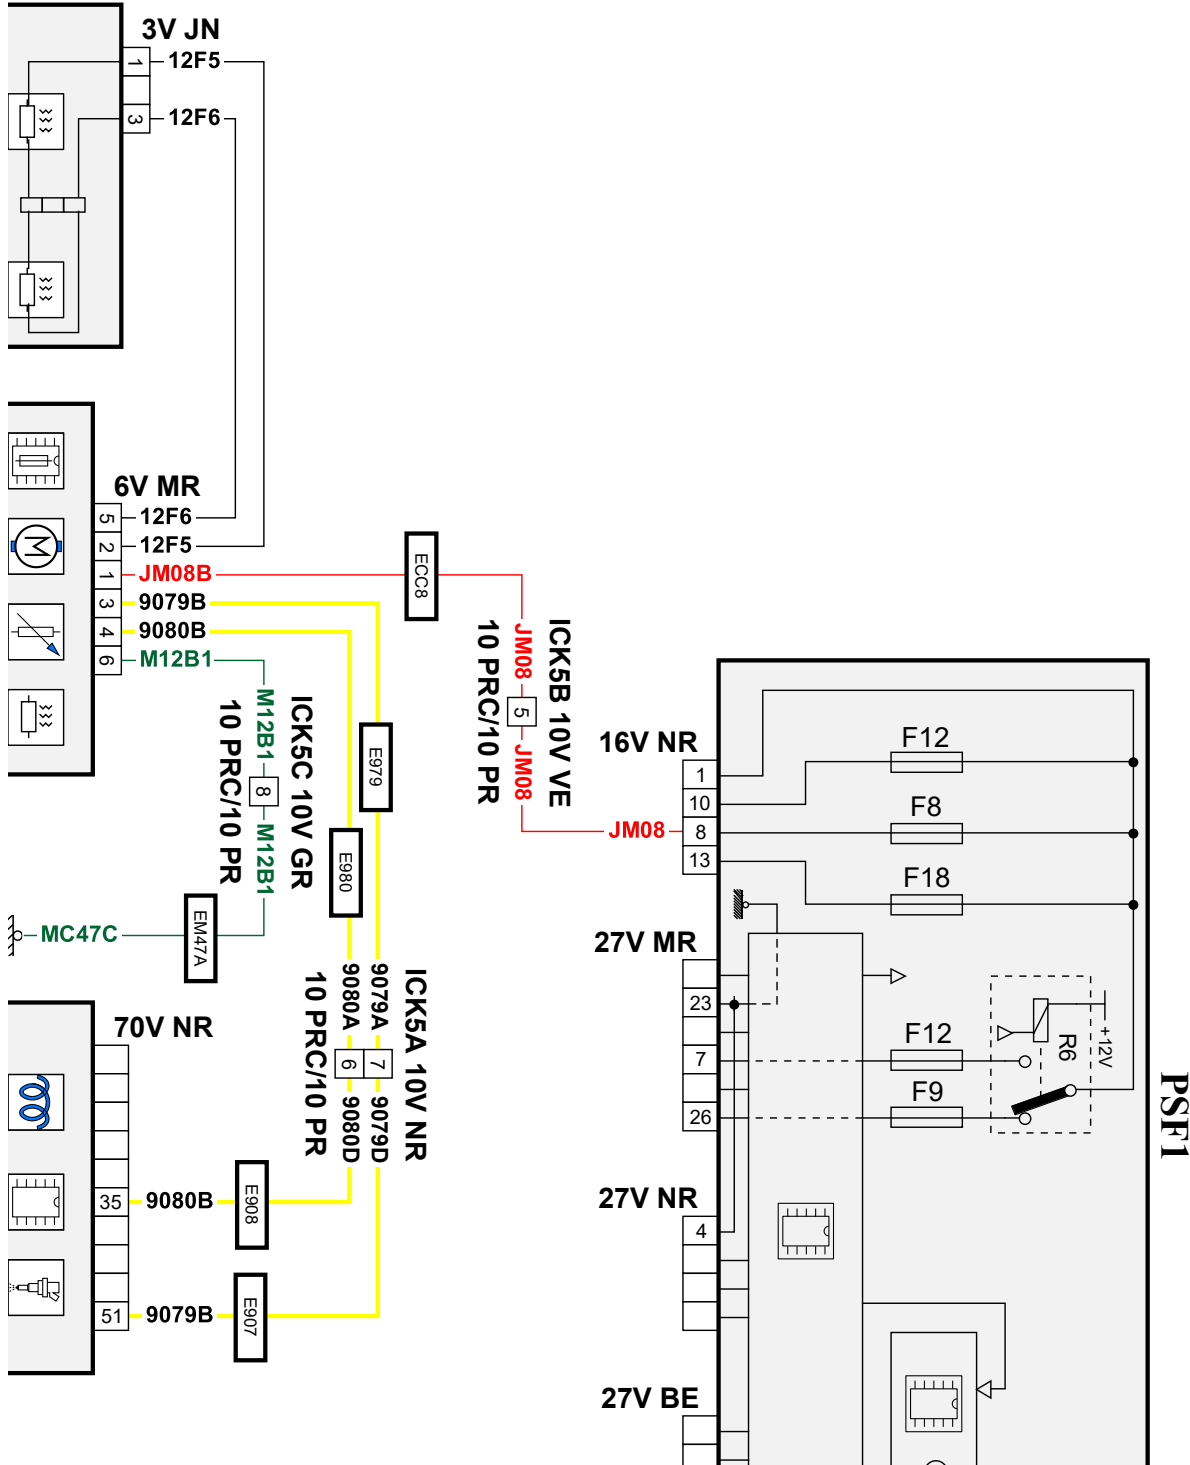 3V JN
1
12F5
3
12F6
6V MR
5
12F6
2
12F5
1
JM08B
3
9079B
4
9080B
6
M12B1
M
ECC8
JM08
5
JM08
ICK5B 10V VE
10 PRC/10 PR
M12B1
8
M12B1
ICK5C 10V GR
10 PRC/10 PR
E979
E980
EM47A
MC47C
9080A
9079A
6
7
9080D
9079D
ICK5A 10V NR
10 PRC/10 PR
70V NR
35
9080B
E908
51
9079B
E907
16V NR
1
10
8
JM08
13
F12
F8
F18
27V MR
23
7
26
F12
F9
R6
+12V
PSF1
27V NR
4
27V BE